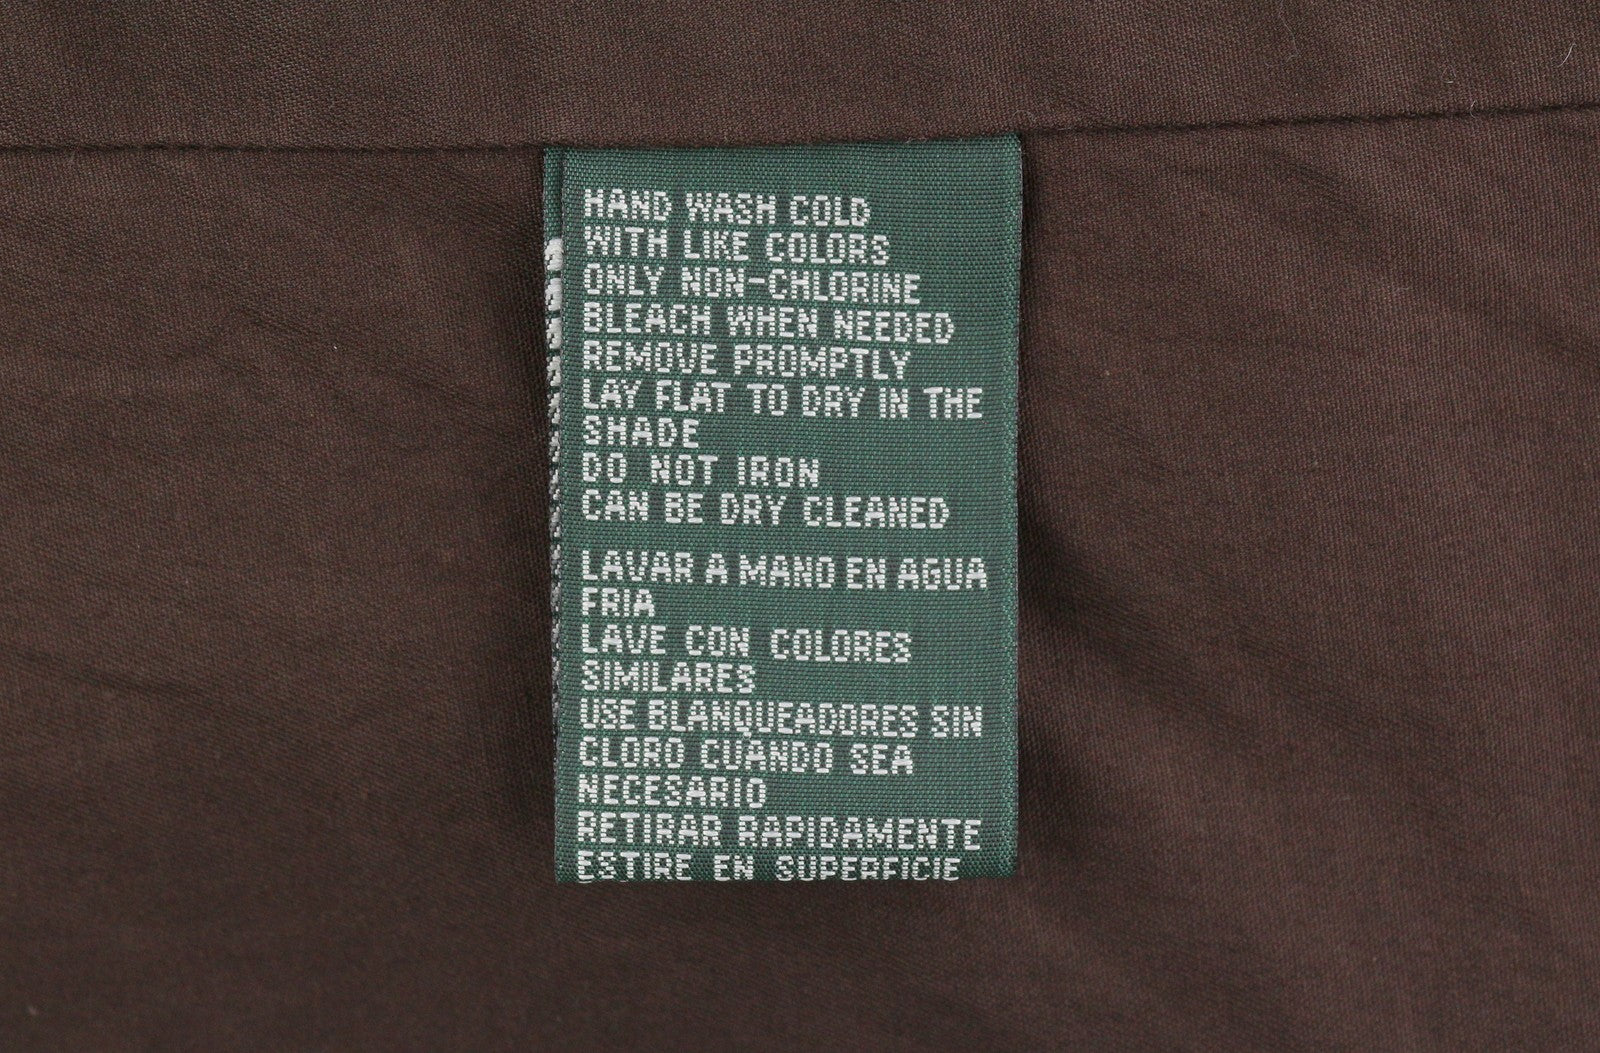 HAND WASH COLD
WITH LIKE COLORS
ONLY NON-CHLORINE
BLEACH WHEN NEEDED
REMOVE PROMPTLY
LAY FLAT TO DRY IN THE
SHADE
DO NOT IRON
CAN BE DRY CLEANED
LAVAR A MANO EN AGUA
FRIA
LAVE CON COLORES
SIMILARES
USE BLANQUEADORES SIN
CLORO CUANDO SEA
NECESARIO
RETIRAR RAPIDAMENTE
ESTIRE EN SUPERFICIE